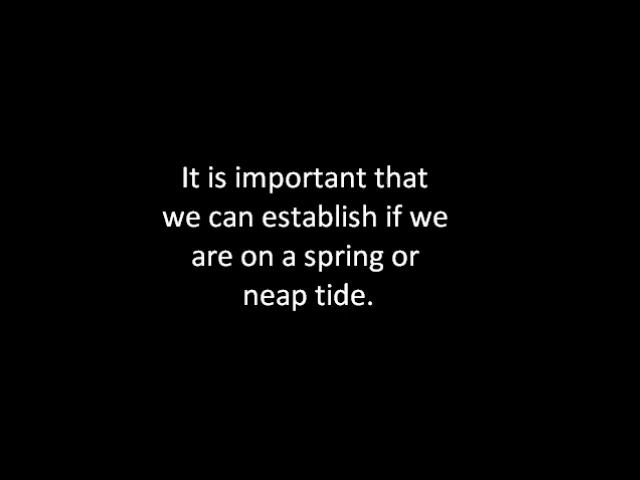 It is important that
we can establish if we
are on a spring or
neap tide.